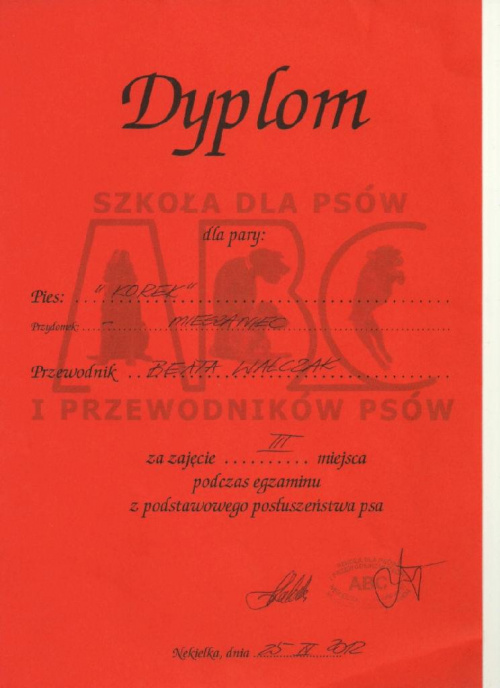 Dyplom
SZKOŁA DLA PSÓW
ABC
I PRZEWODNIKÓW PSÓW
dla pary:
Pies: "KOREK"
Przydomek: - MIESZANIEC
Przewodnik BEATA WALCZAK
za zajęcie III miejsca
podczas egzaminu
z podstawowego posłuszeństwa psa
ABC
Nekielka, dnia 25 IX 2012